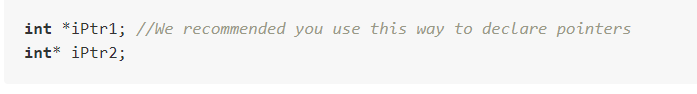 int *iPtr1; //We recommended you use this way to declare pointers
int* iPtr2;